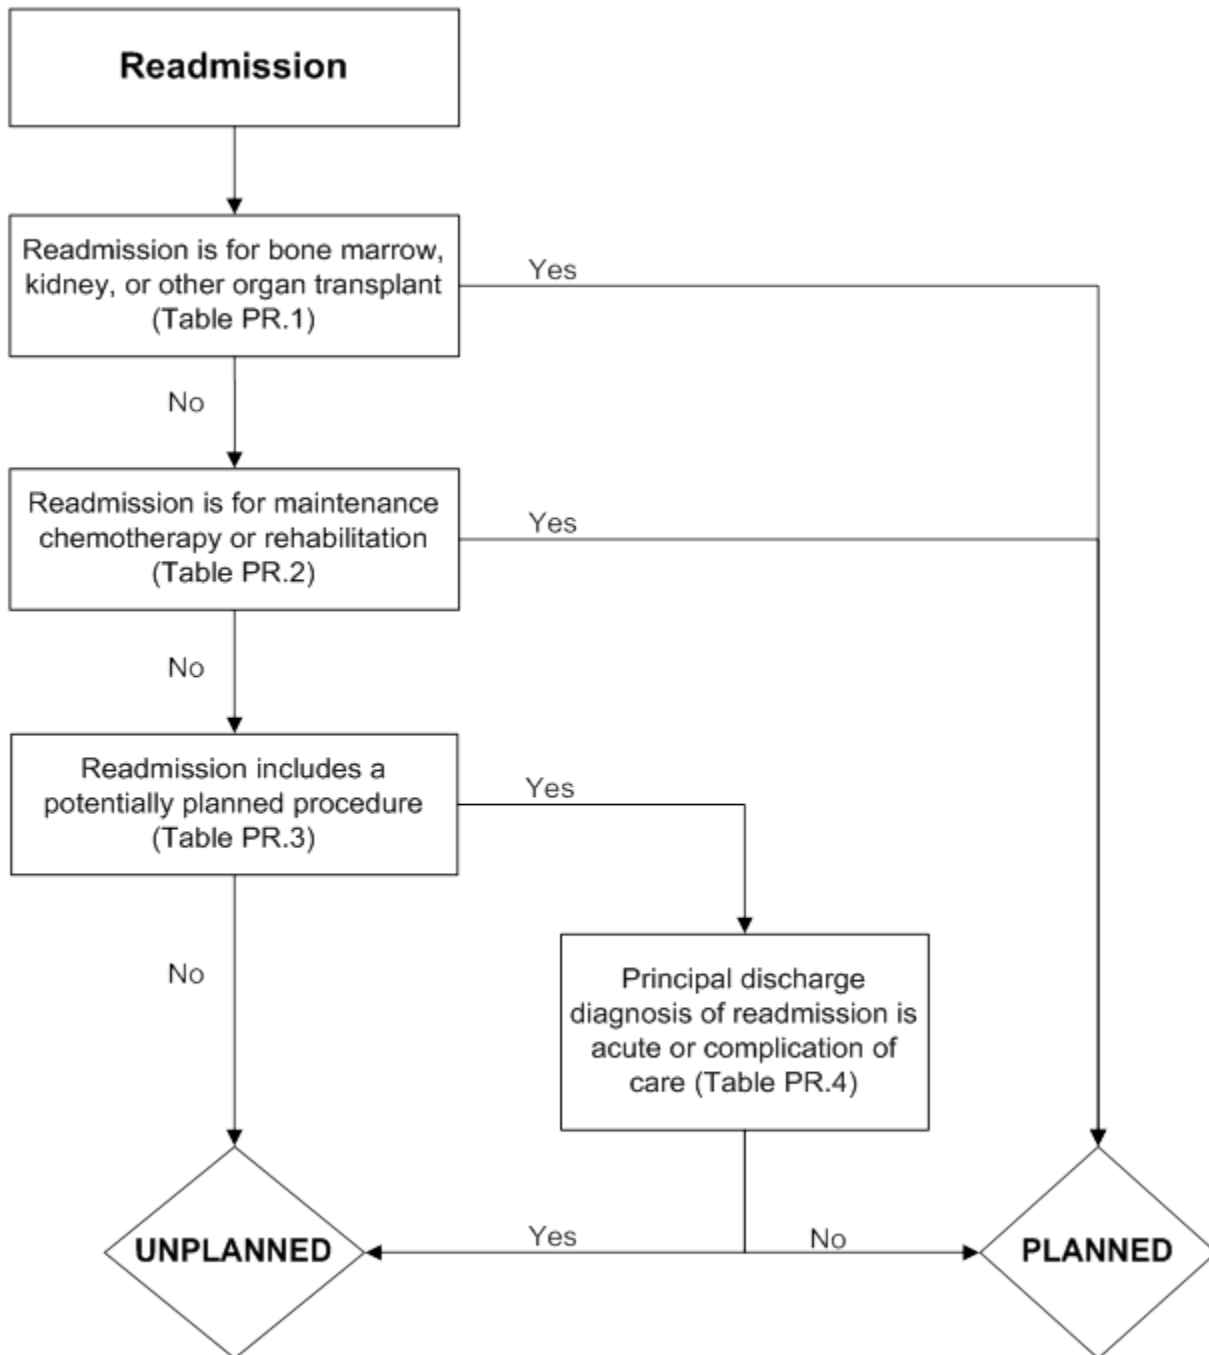 Readmission
Readmission is for bone marrow,
kidney, or other organ transplant
(Table PR.1)
Yes
No
Readmission is for maintenance
chemotherapy or rehabilitation
(Table PR.2)
Yes
No
Readmission includes a
potentially planned procedure
(Table PR.3)
Yes
No
Principal discharge
diagnosis of readmission is
acute or complication of
care (Table PR.4)
Yes
No
UNPLANNED
PLANNED